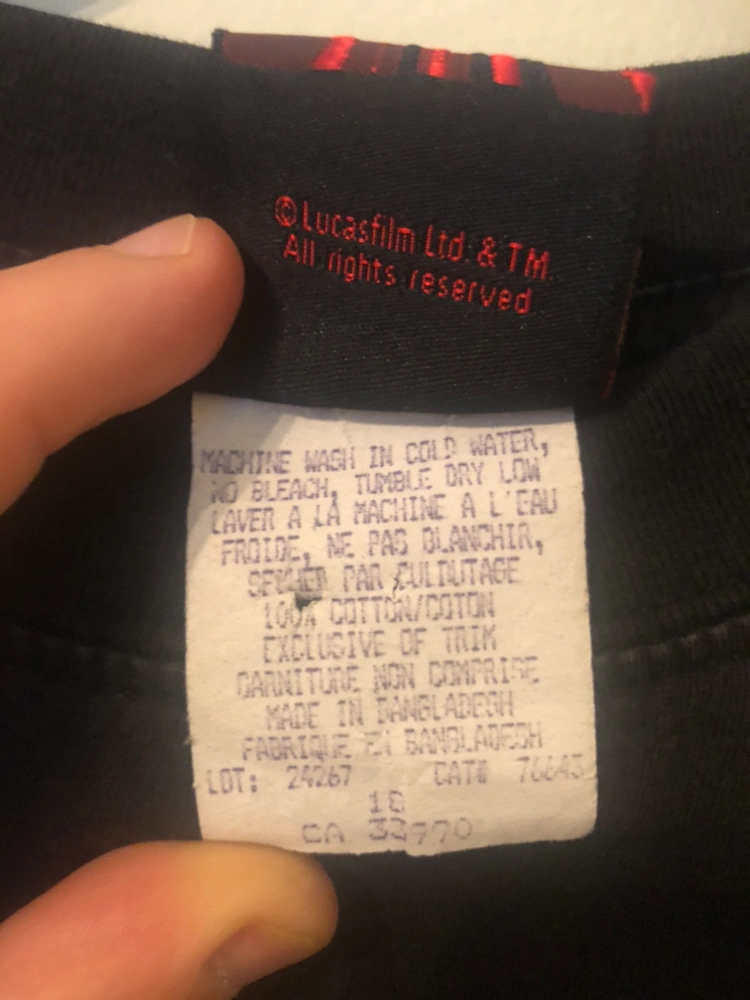 ©Lucasfilm Ltd. & TM
All rights reserved
MACHINE WASH IN COLD WATER,
NO BLEACH, TUMBLE DRY LOW
LAVER A LA MACHINE A L'EAU
FROIDE, NE PAS BLANCHIR,
PAR CULBUTAGE
100% COTTON/COTON
EXCLUSIVE OF TRIM
GARNITURE NON COMPRISE
MADE IN BANGLADESH
FABRIQUE EN BANGLADESH
LOT: 24267 CAT# 76643
18
CA 33990